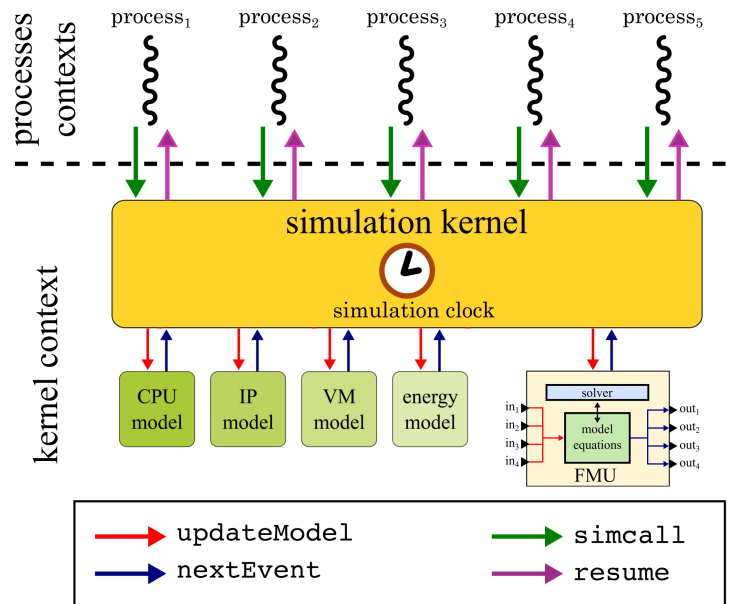 process₁ process₂ process₃ process₄ process₅
processes
contexts
simulation kernel
simulation clock
kernel context
CPU
model
IP
model
VM
model
energy
model
solver
model
equations
in₁
in₂
in₃
in₄
out₁
out₂
out₃
out₄
FMU
updateModel
nextEvent
simcall
resume